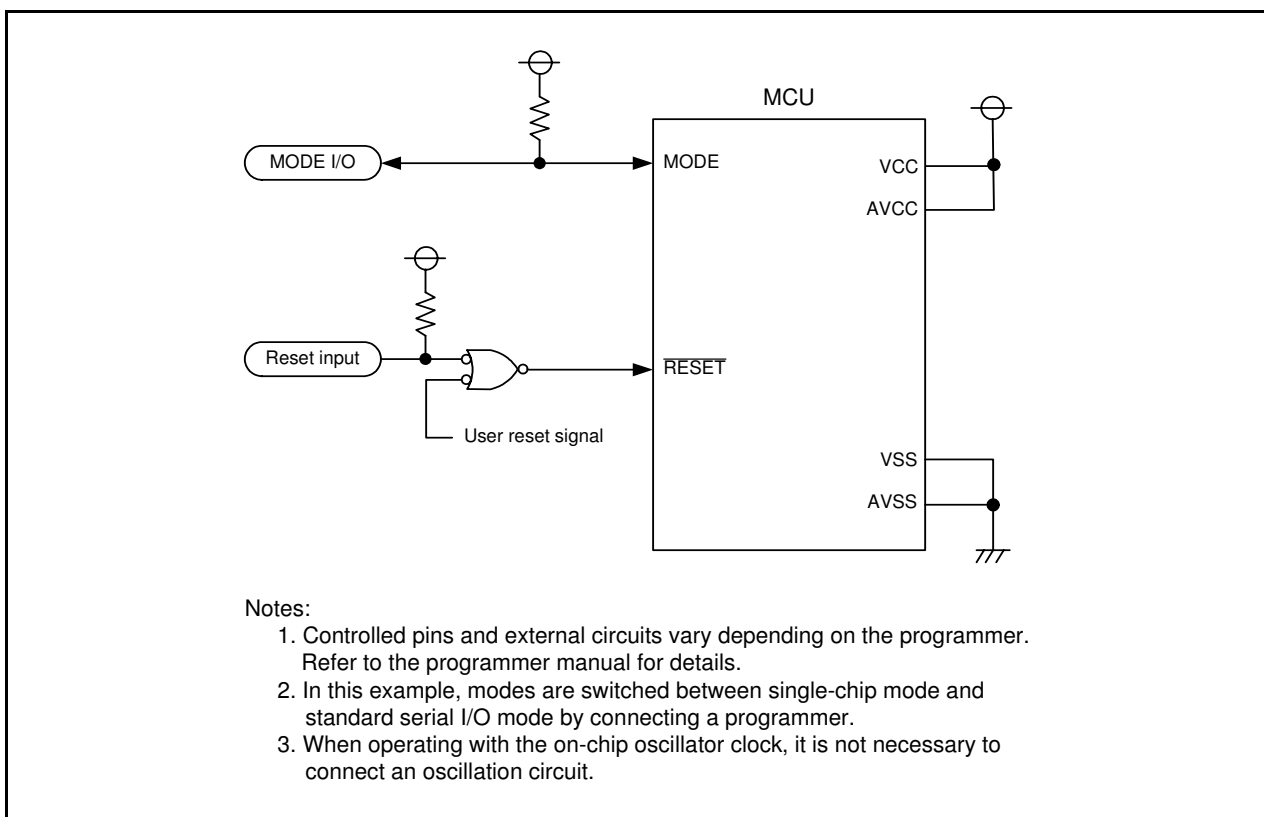 MCU
MODE I/O
MODE
VCC
AVCC
Reset input
RESET
User reset signal
VSS
AVSS
Notes:
1. Controlled pins and external circuits vary depending on the programmer.
Refer to the programmer manual for details.
2. In this example, modes are switched between single-chip mode and
standard serial I/O mode by connecting a programmer.
3. When operating with the on-chip oscillator clock, it is not necessary to
connect an oscillation circuit.